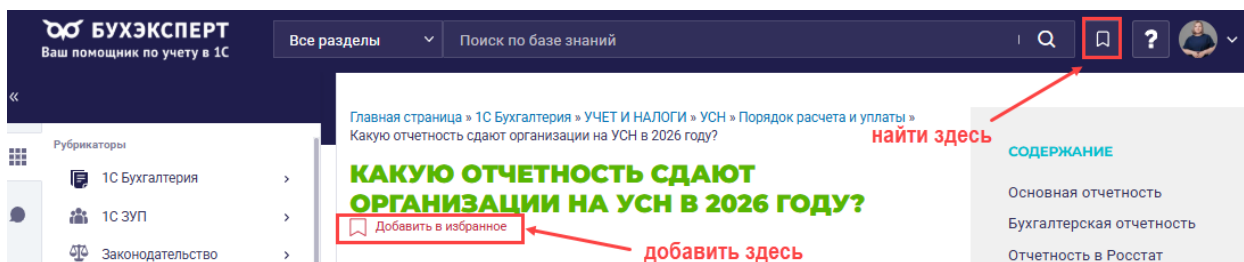 БУХЭКСПЕРТ
Ваш помощник по учету в 1С
Все разделы
Поиск по базе знаний
?
«
Главная страница » 1С Бухгалтерия » УЧЕТ И НАЛОГИ » УСН » Порядок расчета и уплаты »
Какую отчетность сдают организации на УСН в 2026 году?
найти здесь
Рубрикаторы
1С Бухгалтерия
1С ЗУП
Законодательство
КАКУЮ ОТЧЕТНОСТЬ СДАЮТ
ОРГАНИЗАЦИИ НА УСН В 2026 ГОДУ?
Добавить в избранное
добавить здесь
СОДЕРЖАНИЕ
Основная отчетность
Бухгалтерская отчетность
Отчетность в Росстат